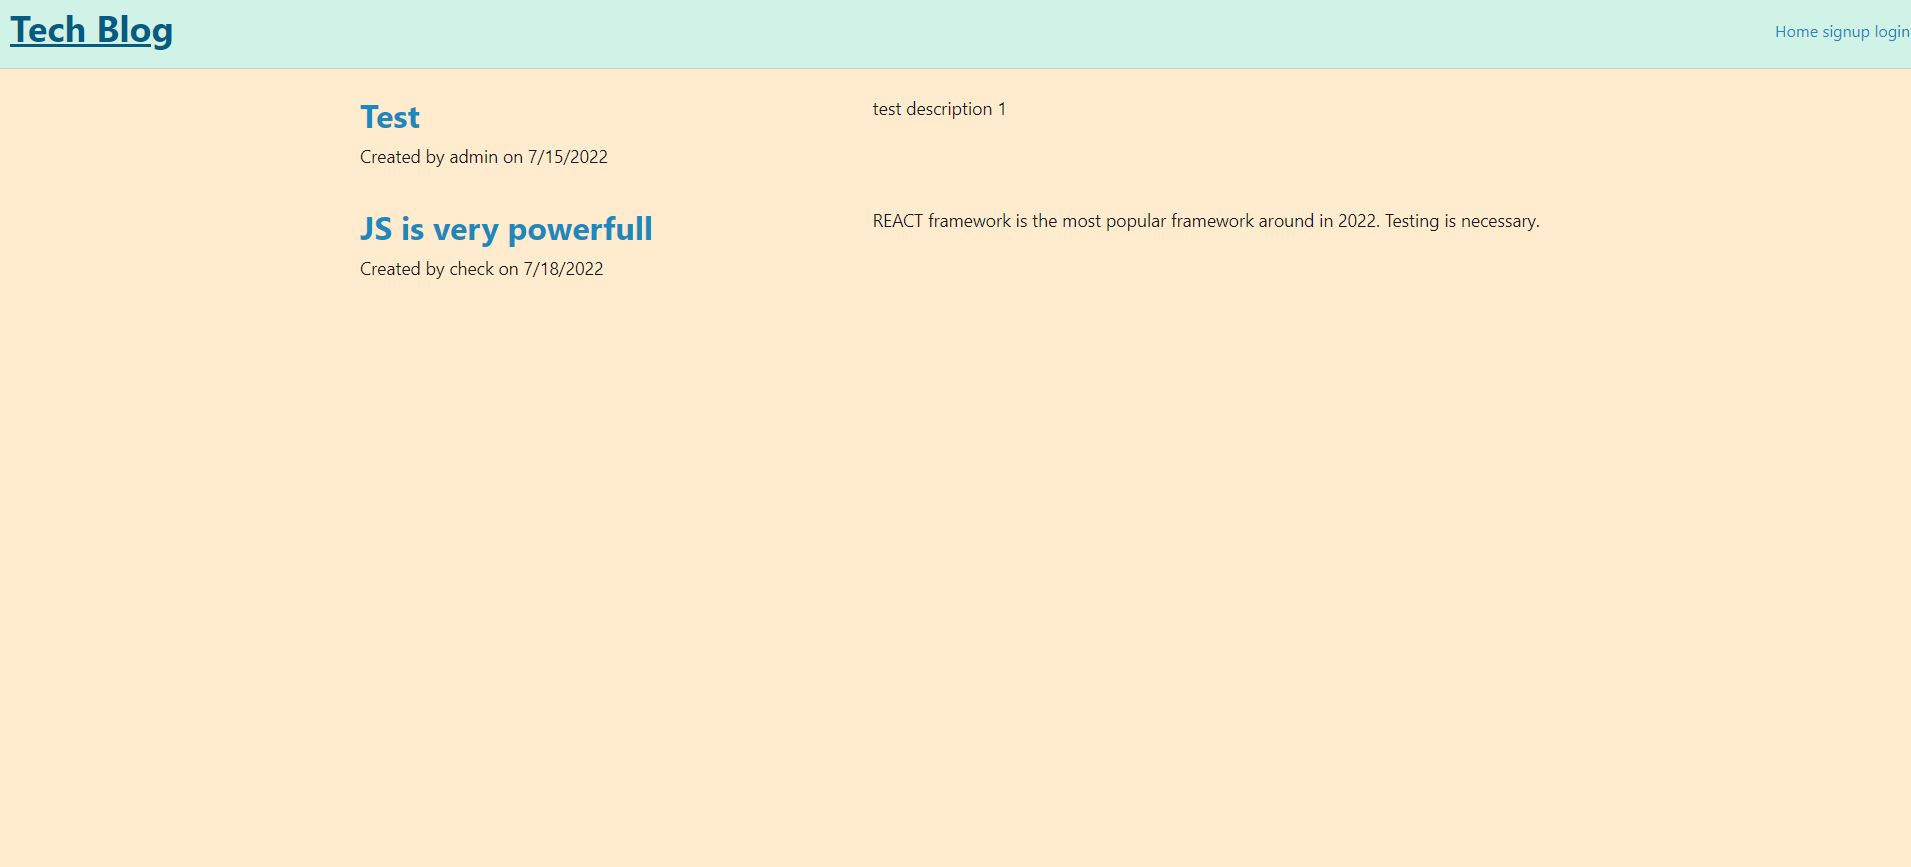 Tech Blog
Home signup login
Test
Created by admin on 7/15/2022
test description 1
JS is very powerfull
Created by check on 7/18/2022
REACT framework is the most popular framework around in 2022. Testing is necessary.